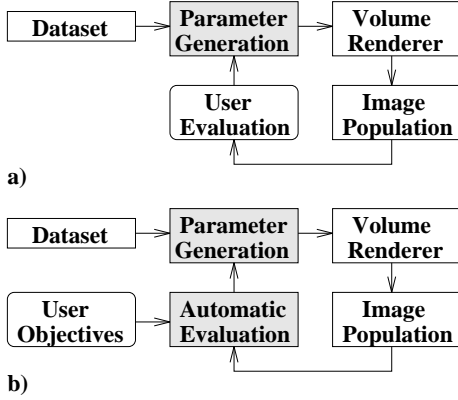 Dataset
Parameter
Generation
Volume
Renderer
User
Evaluation
Image
Population
a)
Dataset
Parameter
Generation
Volume
Renderer
User
Objectives
Automatic
Evaluation
Image
Population
b)